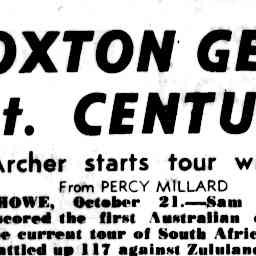 OXTON GE
t. CENTU
Archer starts tour w
From PERCY MILLARD
HOWE, October 21.—Sam
scored the first Australian
e current tour of South Afric
attled up 117 against Zululan